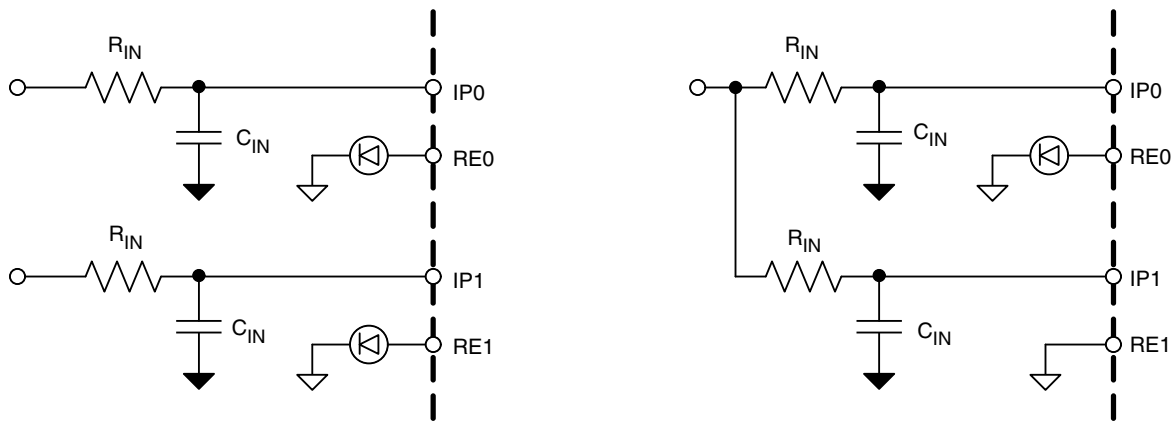 R_IN
IP0
C_IN
RE0
R_IN
IP1
C_IN
RE1
R_IN
IP0
C_IN
RE0
R_IN
IP1
C_IN
RE1